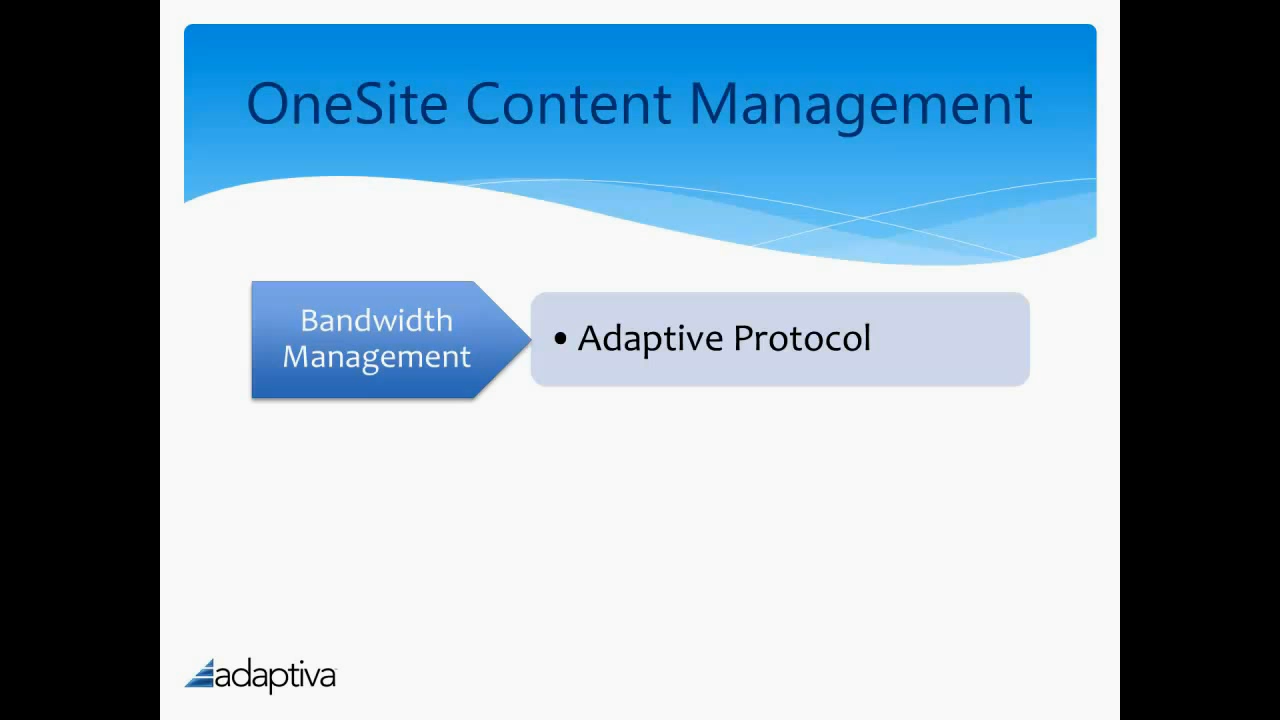 OneSite Content Management
Bandwidth
Management
• Adaptive Protocol
adaptiva